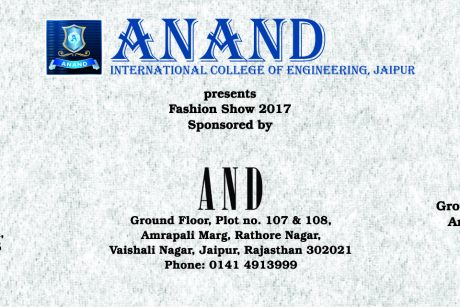 ANAND
ANAND
INTERNATIONAL COLLEGE OF ENGINEERING, JAIPUR
presents
Fashion Show 2017
Sponsored by
AND
Ground Floor, Plot no. 107 & 108,
Amrapali Marg, Rathore Nagar,
Vaishali Nagar, Jaipur, Rajasthan 302021
Phone: 0141 4913999